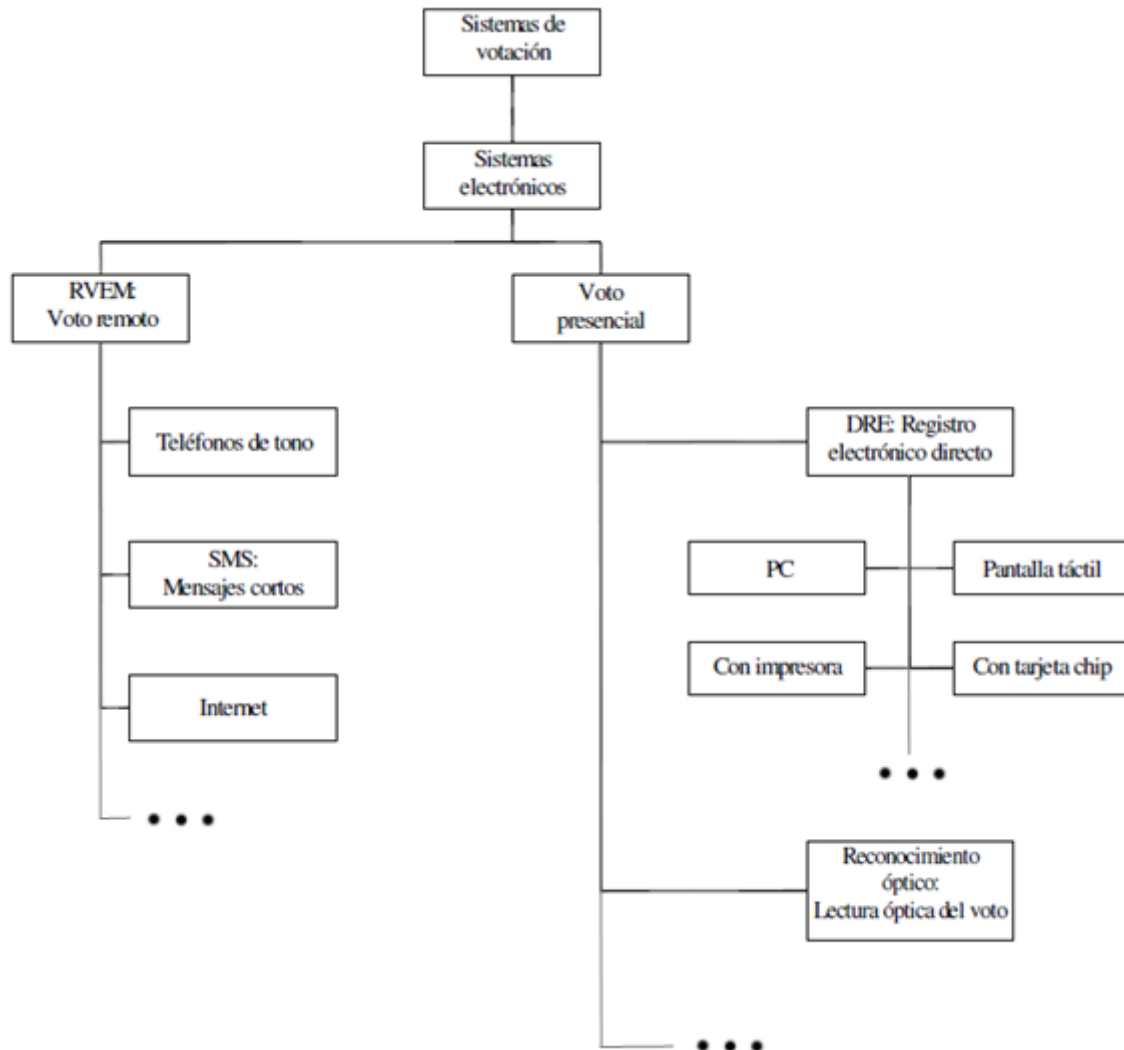 Sistemas de
votación
Sistemas
electrónicos
RVEM:
Voto remoto
Voto
presencial
Teléfonos de tono
DRE: Registro
electrónico directo
SMS:
Mensajes cortos
PC
Pantalla táctil
Con impresora
Con tarjeta chip
Internet
• • •
• • •
Reconocimiento
óptico:
Lectura óptica del voto
• • •